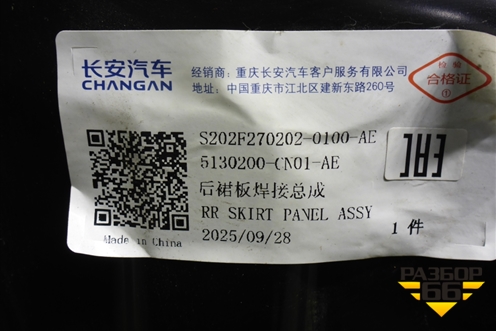 长安汽车
CHANGAN
经销商：重庆长安汽车客户服务有限公司
地址：中国重庆市江北区建新东路260号
检验
合格证
①
S202F270202-0100-AE
5130200-CN01-AE
后裙板焊接总成
RR SKIRT PANEL ASSY
2025/09/28
1 件
Made in China
РАЗБОР
66